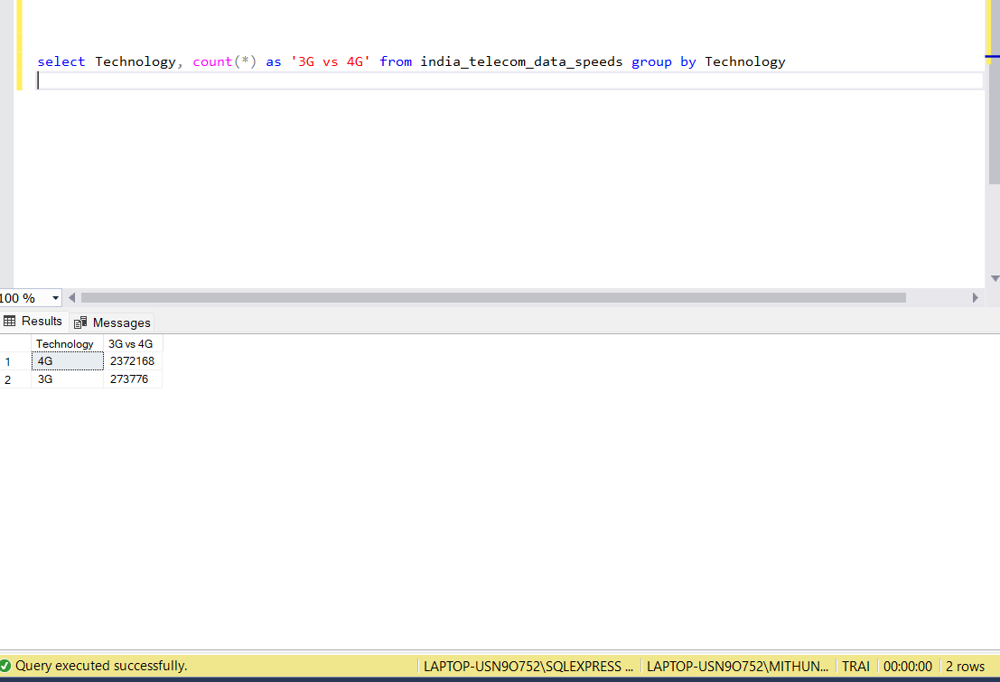 select Technology, count(*) as '3G vs 4G' from india_telecom_data_speeds group by Technology
100 %
Results Messages
Technology 3G vs 4G
1 4G 2372168
2 3G 273776
Query executed successfully. LAPTOP-USN9O752\SQLEXPRESS ... LAPTOP-USN9O752\MITHUN... TRAI 00:00:00 2 rows